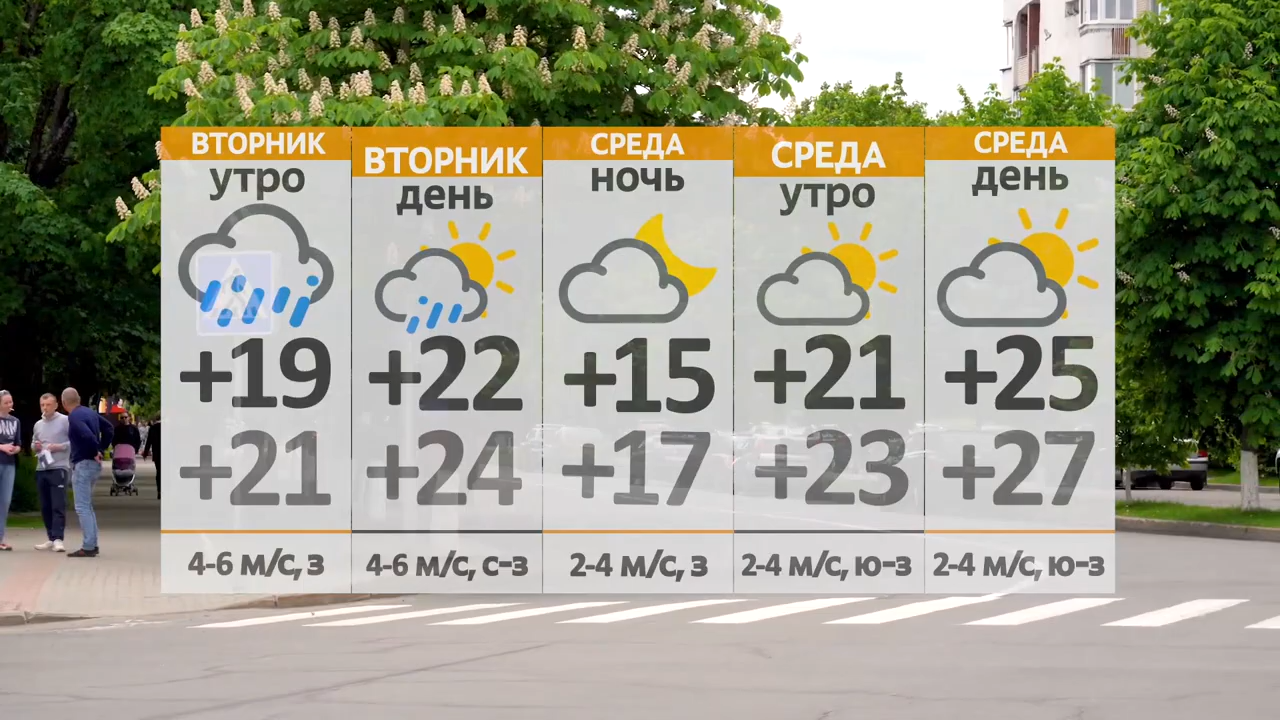 ВТОРНИК
утро
+19
+21
4-6 м/с, з
ВТОРНИК
день
+22
+24
4-6 м/с, с-з
СРЕДА
ночь
+15
+17
2-4 м/с, з
СРЕДА
утро
+21
+23
2-4 м/с, ю-з
СРЕДА
день
+25
+27
2-4 м/с, ю-з